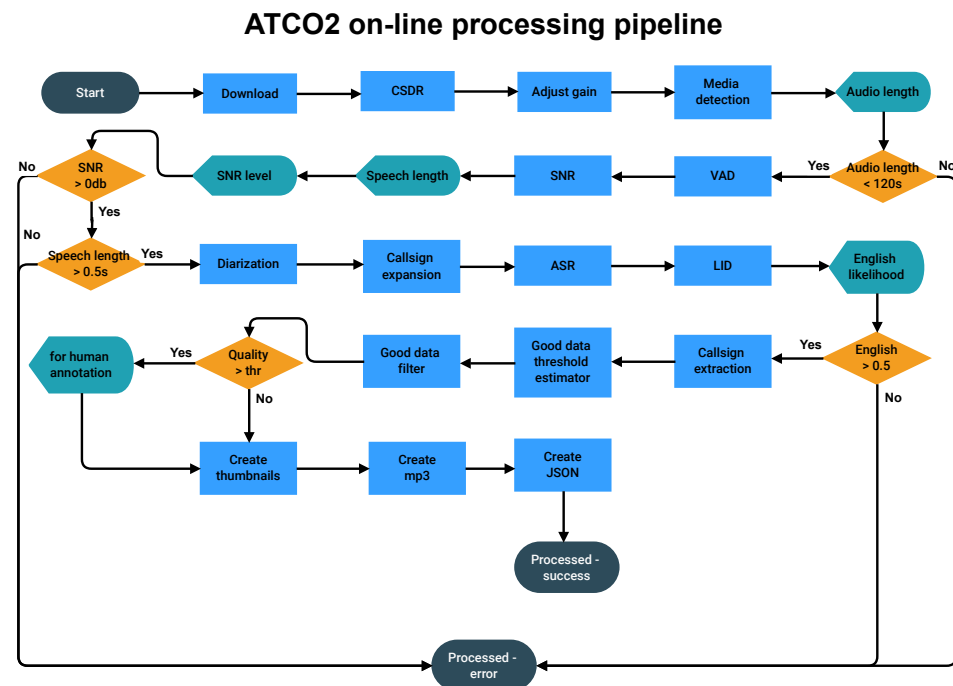 ATCO2 on-line processing pipeline
Start
Download
CSDR
Adjust gain
Media
detection
Audio length
No
SNR
> 0db
SNR level
Speech length
SNR
VAD
Yes
Audio length
< 120s
No
Yes
No
Speech length
> 0.5s
Yes
Diarization
Callsign
expansion
ASR
LID
English
likelihood
for human
annotation
Yes
Quality
> thr
Good data
filter
Good data
threshold
estimator
Callsign
extraction
Yes
English
> 0.5
No
No
Create
thumbnails
Create
mp3
Create
JSON
Processed -
success
Processed -
error